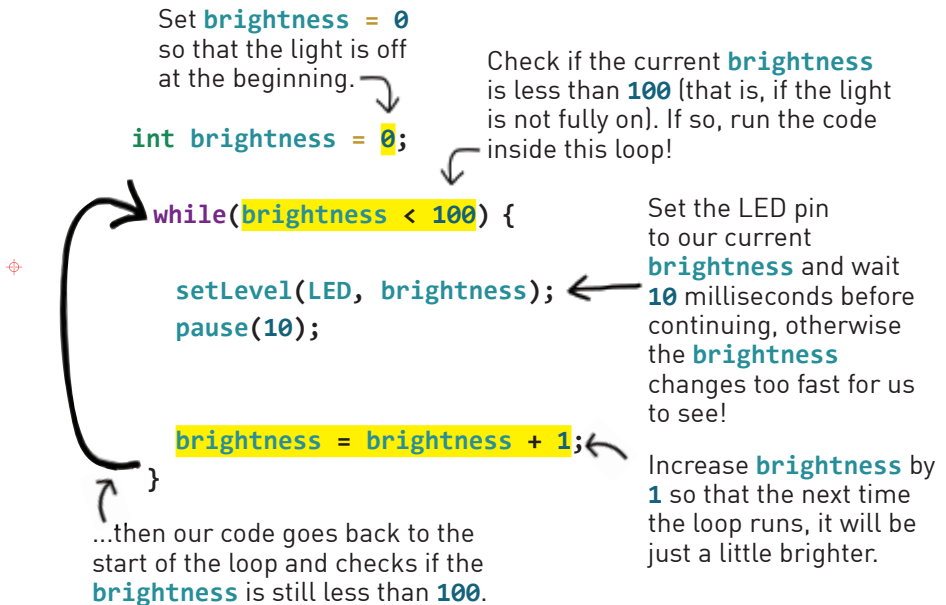 Set brightness = 0
so that the light is off
at the beginning.
Check if the current brightness
is less than 100 (that is, if the light
is not fully on). If so, run the code
inside this loop!
int brightness = 0;
while(brightness < 100) {
Set the LED pin
to our current
brightness and wait
10 milliseconds before
continuing, otherwise
the brightness
changes too fast for us
to see!
setLevel(LED, brightness);
pause(10);
brightness = brightness + 1;
Increase brightness by
1 so that the next time
the loop runs, it will be
just a little brighter.
}
...then our code goes back to the
start of the loop and checks if the
brightness is still less than 100.